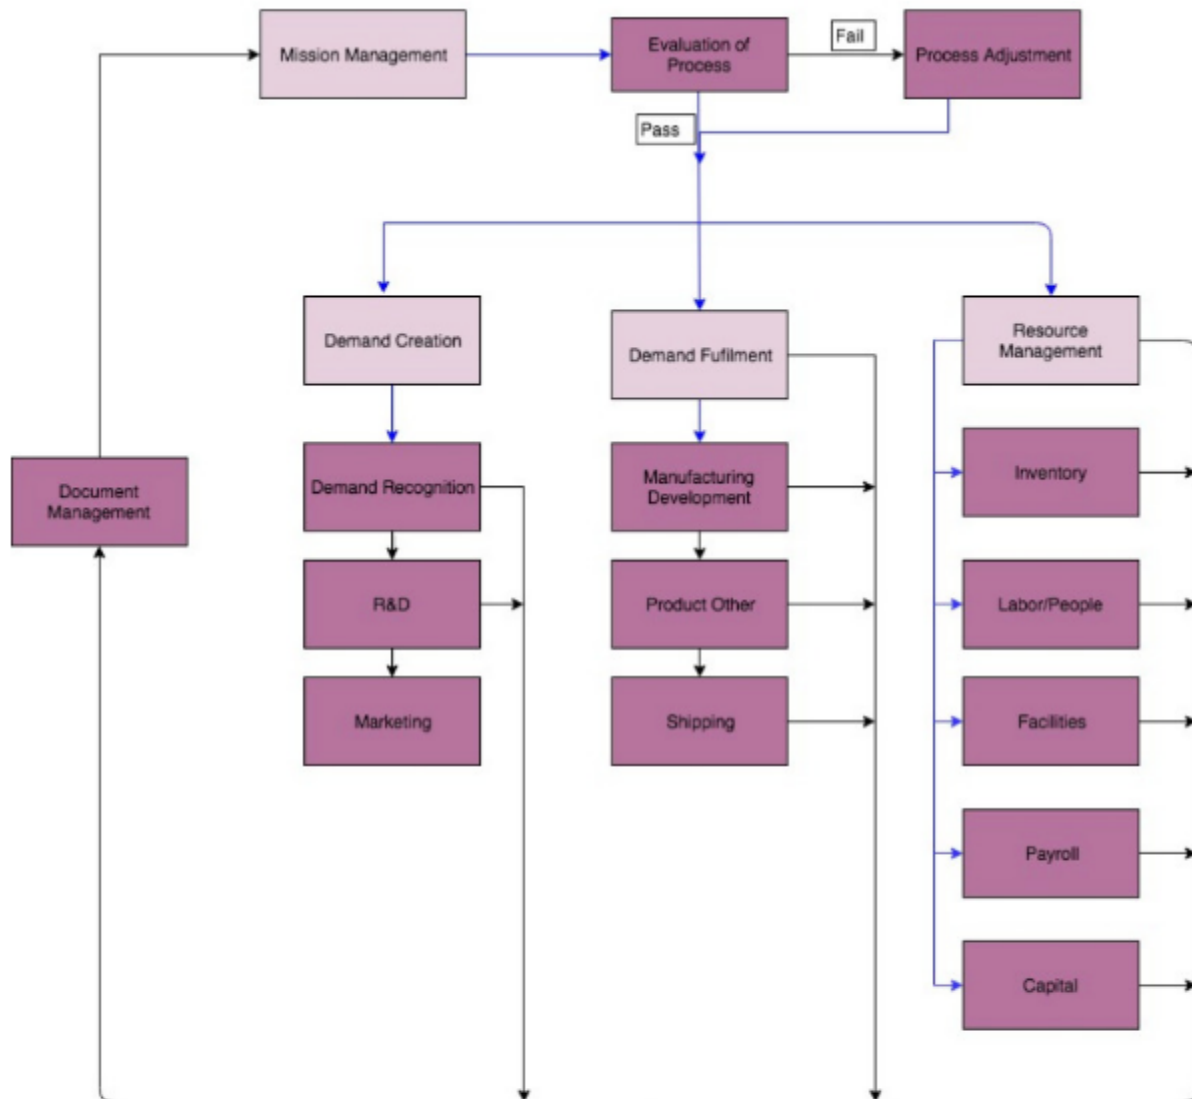 Mission Management
Evaluation of
Process
Fail
Process Adjustment
Pass
Demand Creation
Demand Fufilment
Resource
Management
Document
Management
Demand Recognition
Manufacturing
Development
Inventory
R&D
Product Other
Labor/People
Marketing
Shipping
Facilities
Payroll
Capital